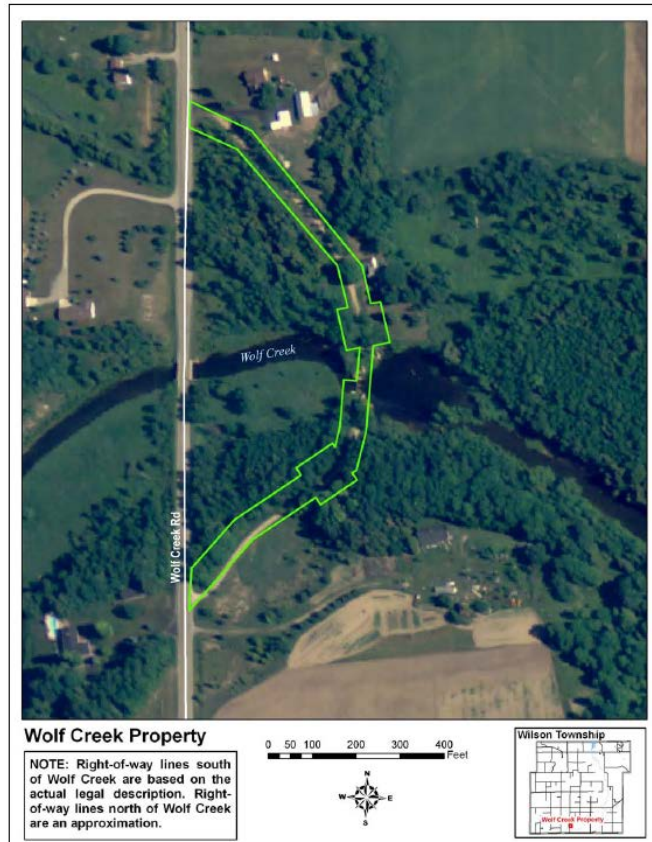 Wolf Creek
Wolf Creek Rd
Wolf Creek Property
NOTE: Right-of-way lines south
of Wolf Creek are based on the
actual legal description. Right-
of-way lines north of Wolf Creek
are an approximation.
0 50 100 200 300 400
Feet
N
W E
S
Wilson Township
Wolf Creek Property